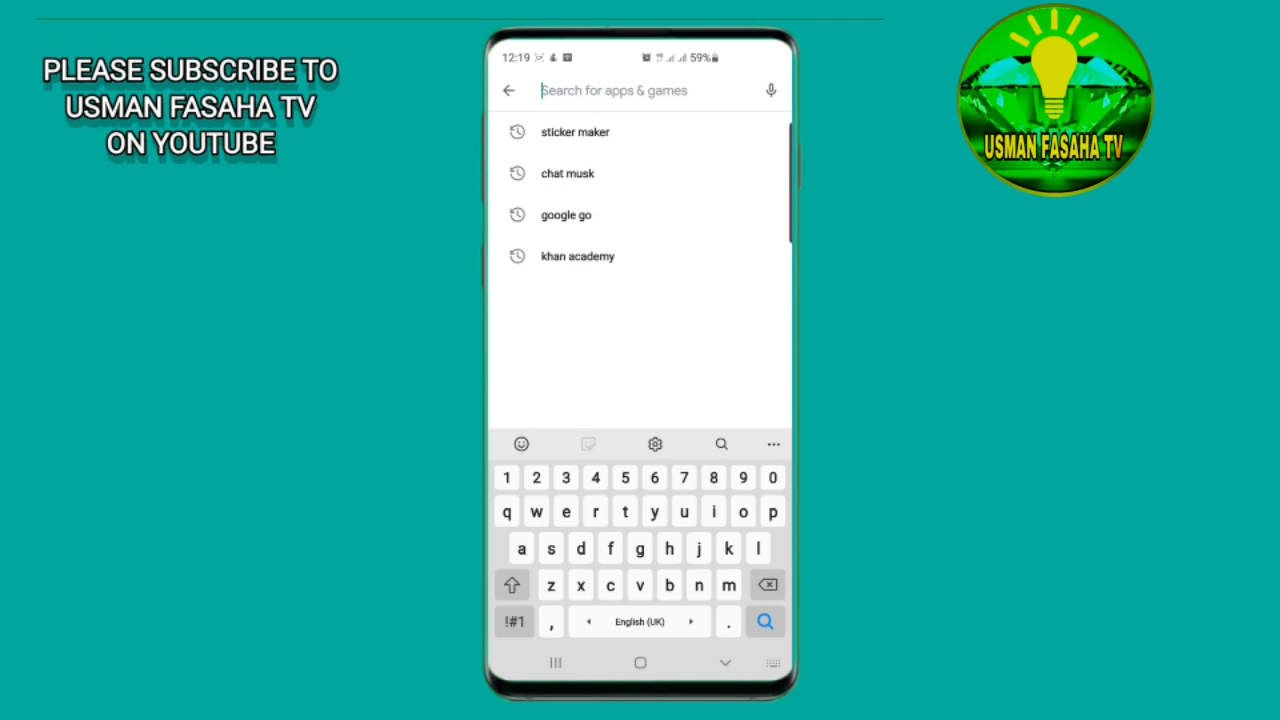 PLEASE SUBSCRIBE TO
USMAN FASAHA TV
ON YOUTUBE
USMAN FASAHA TV
12:19
59%
Search for apps & games
sticker maker
chat musk
google go
khan academy
1 2 3 4 5 6 7 8 9 0
q w e r t y u i o p
a s d f g h j k l
z x c v b n m
!#1 , English (UK) .